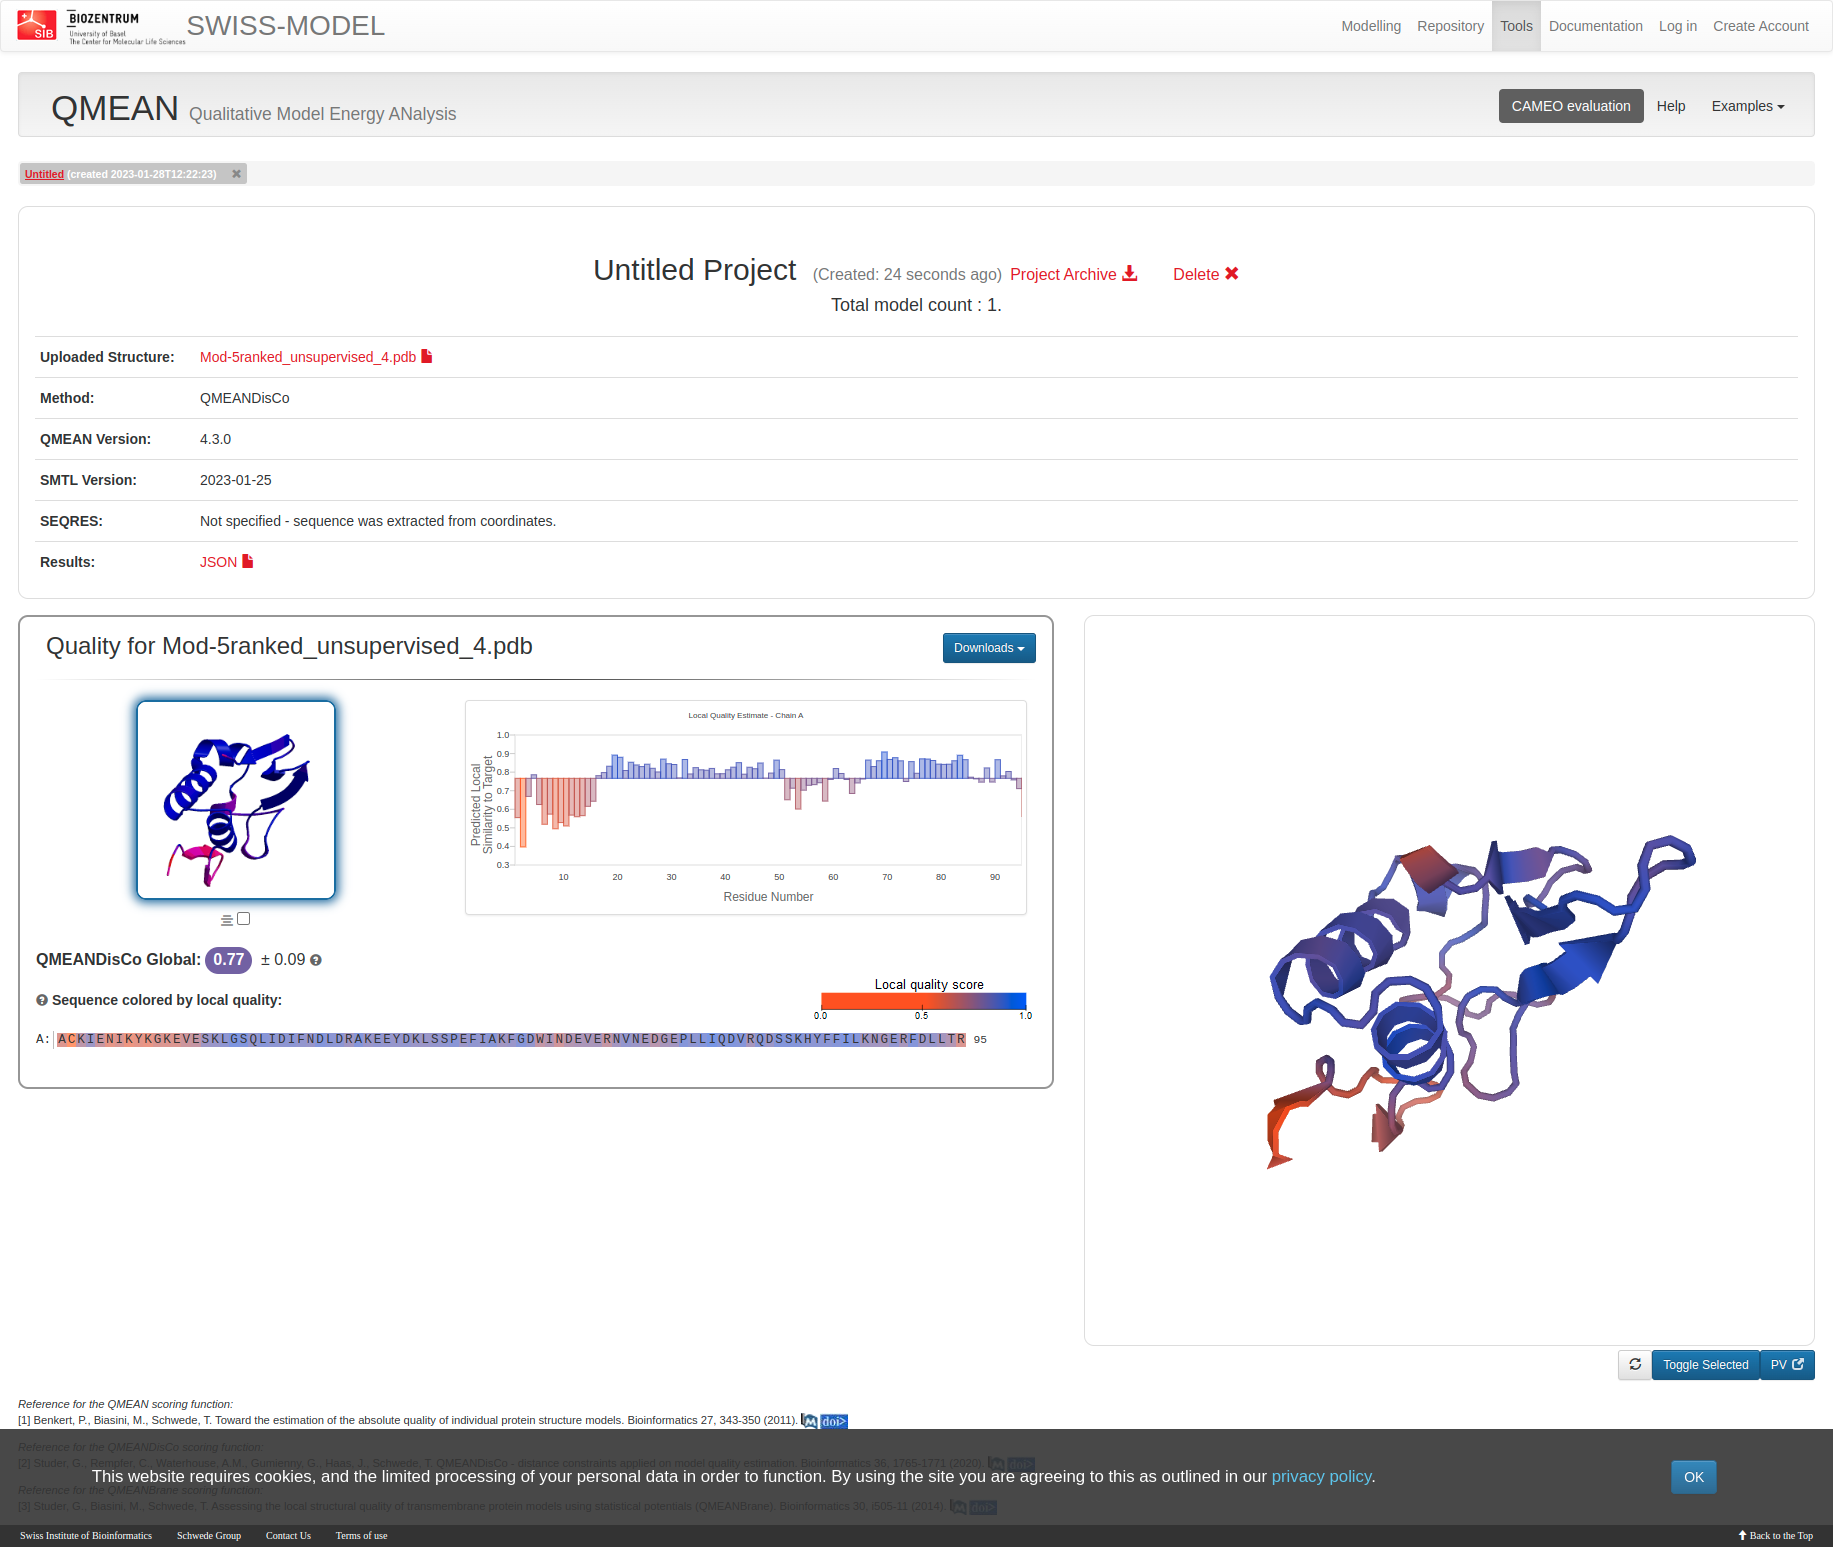 SIB
BIOZENTRUM
University of Basel
The Center for Molecular Life Sciences
SWISS-MODEL
Modelling Repository Tools Documentation Log in Create Account
QMEAN Qualitative Model Energy ANalysis
CAMEO evaluation Help Examples
Untitled (created 2023-01-28T12:22:23)
Untitled Project (Created: 24 seconds ago) Project Archive Delete
Total model count : 1.
Uploaded Structure: Mod-5ranked_unsupervised_4.pdb
Method: QMEANDisCo
QMEAN Version: 4.3.0
SMTL Version: 2023-01-25
SEQRES: Not specified - sequence was extracted from coordinates.
Results: JSON
Quality for Mod-5ranked_unsupervised_4.pdb
Downloads
Local Quality Estimate - Chain A
Predicted Local
Similarity to Target
1.0
0.9
0.8
0.7
0.6
0.5
0.4
0.3
10 20 30 40 50 60 70 80 90
Residue Number
QMEANDisCo Global: 0.77 ± 0.09
Sequence colored by local quality:
Local quality score
0.0 0.5 1.0
A: ACKIENIKYKGKEVESKLGSQLIDIFNDLDRAKEEYDKLSSPEFIAKFGDWINDEVERNVNEDGEPLLIQDVRQDSSKHYFFILKNGERFDLLTR 95
Toggle Selected PV
Reference for the QMEAN scoring function:
[1] Benkert, P., Biasini, M., Schwede, T. Toward the estimation of the absolute quality of individual protein structure models. Bioinformatics 27, 343-350 (2011). M doi>
Reference for the QMEANDisCo scoring function:
[2] Studer, G., Rempfer, C., Waterhouse, A.M., Gumienny, G., Haas, J., Schwede, T. QMEANDisCo - distance constraints applied on model quality estimation. Bioinformatics 36, 1765-1771 (2020). M doi>
This website requires cookies, and the limited processing of your personal data in order to function. By using the site you are agreeing to this as outlined in our privacy policy.
OK
Reference for the QMEANBrane scoring function:
[3] Studer, G., Biasini, M., Schwede, T. Assessing the local structural quality of transmembrane protein models using statistical potentials (QMEANBrane). Bioinformatics 30, i505-11 (2014). M doi>
Swiss Institute of Bioinformatics Schwede Group Contact Us Terms of use
Back to the Top